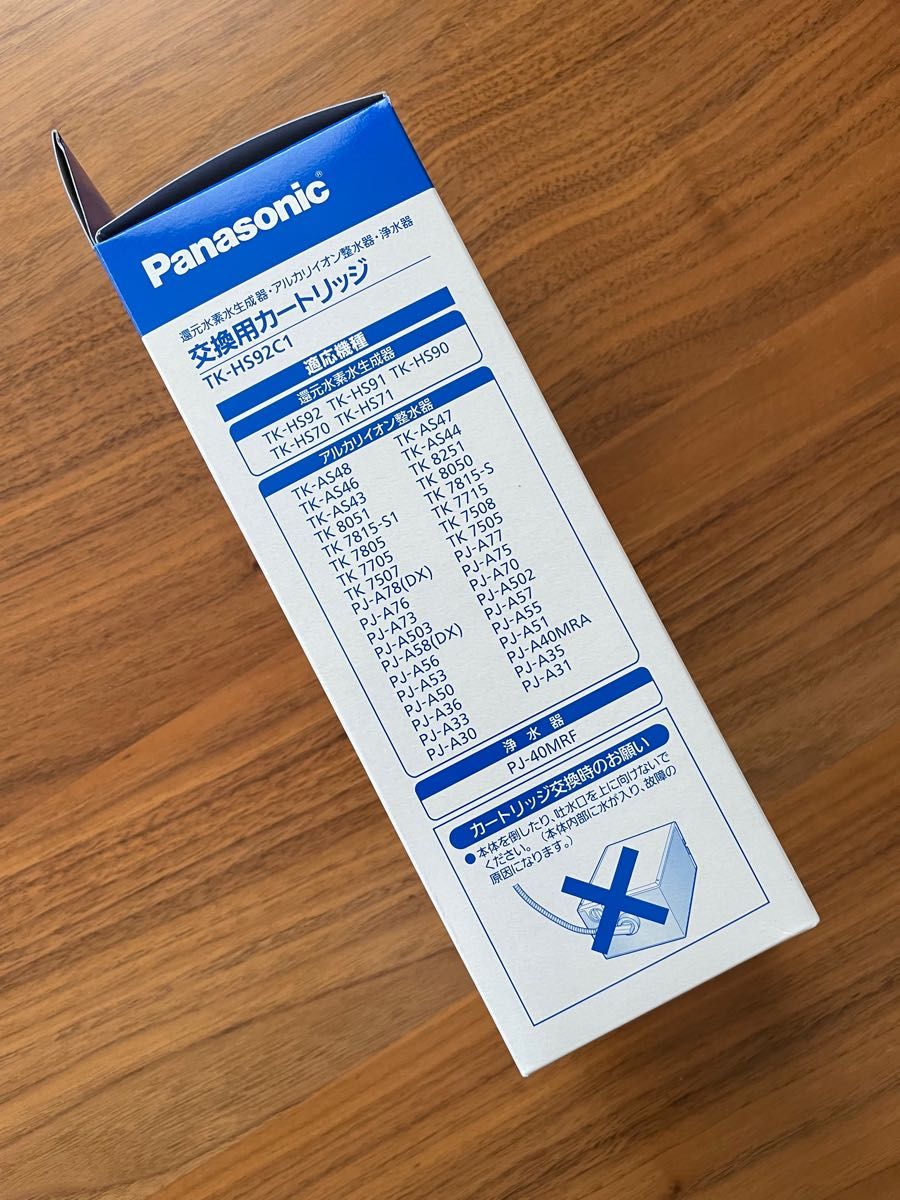 Panasonic®
還元水素水生成器・アルカリイオン整水器・浄水器
交換用カートリッジ
TK-HS92C1
適応機種
還元水素水生成器
TK-HS92 TK-HS91 TK-HS90
TK-HS70 TK-HS71
アルカリイオン整水器
TK-AS48 TK-AS47
TK-AS46 TK-AS44
TK-AS43 TK 8251
TK 8051 TK 8050
TK 7815-S1 TK 7815-S
TK 7805 TK 7715
TK 7705 TK 7508
TK 7507 TK 7505
PJ-A78(DX) PJ-A77
PJ-A76 PJ-A75
PJ-A73 PJ-A70
PJ-A503 PJ-A502
PJ-A58(DX) PJ-A57
PJ-A56 PJ-A55
PJ-A53 PJ-A51
PJ-A50 PJ-A40MRA
PJ-A36 PJ-A35
PJ-A33 PJ-A31
PJ-A30
浄水器
PJ-40MRF
カートリッジ交換時のお願い
●本体を倒したり、吐水口を上に向けないで
ください。（本体内部に水が入り、故障の
原因になります。）